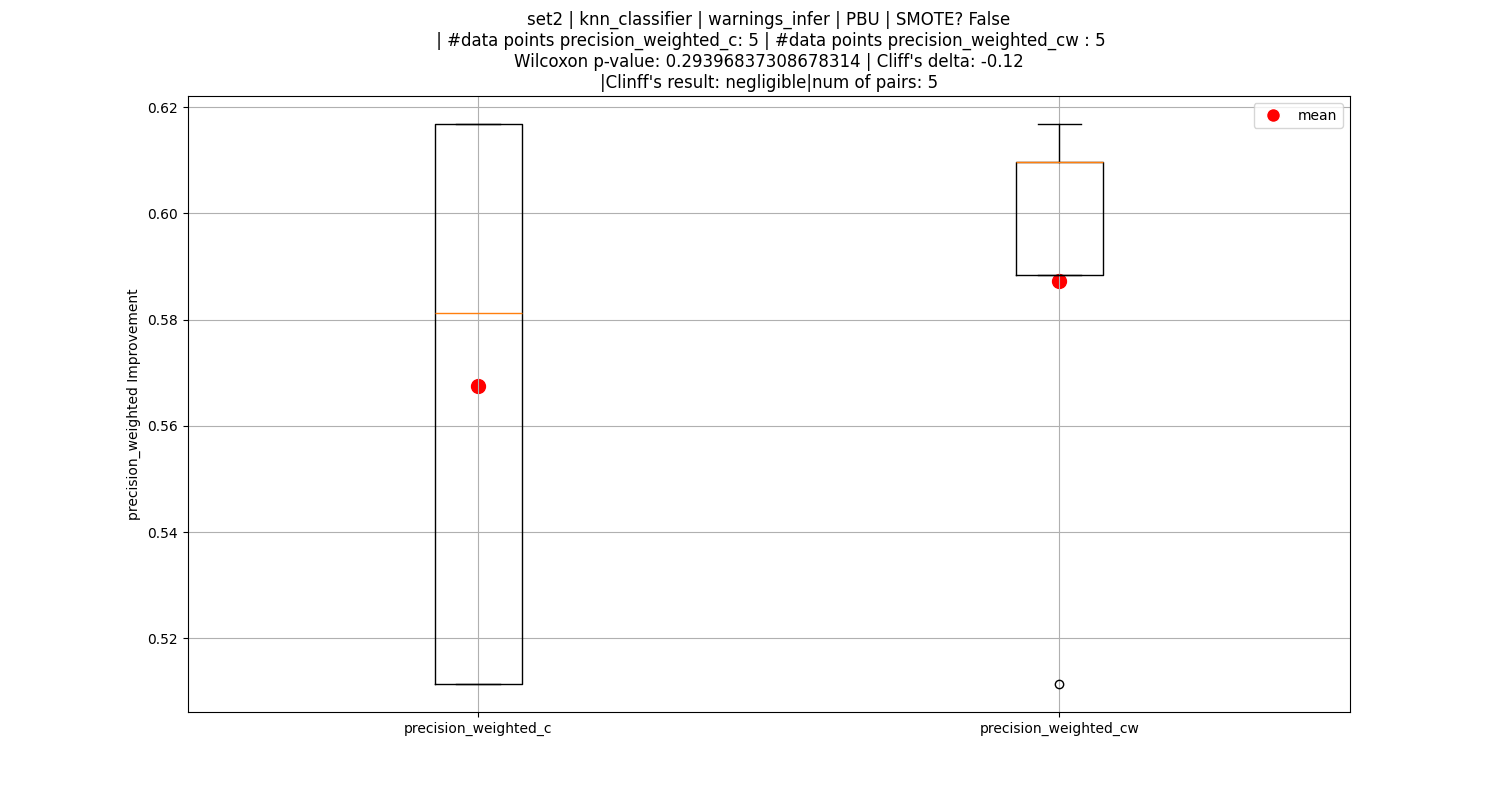 set2 | knn_classifier | warnings_infer | PBU | SMOTE? False
| #data points precision_weighted_c: 5 | #data points precision_weighted_cw : 5
Wilcoxon p-value: 0.29396837308678314 | Cliff's delta: -0.12
|Clinff's result: negligible|num of pairs: 5
mean
0.62
0.60
0.58
0.56
0.54
0.52
precision_weighted Improvement
precision_weighted_c
precision_weighted_cw